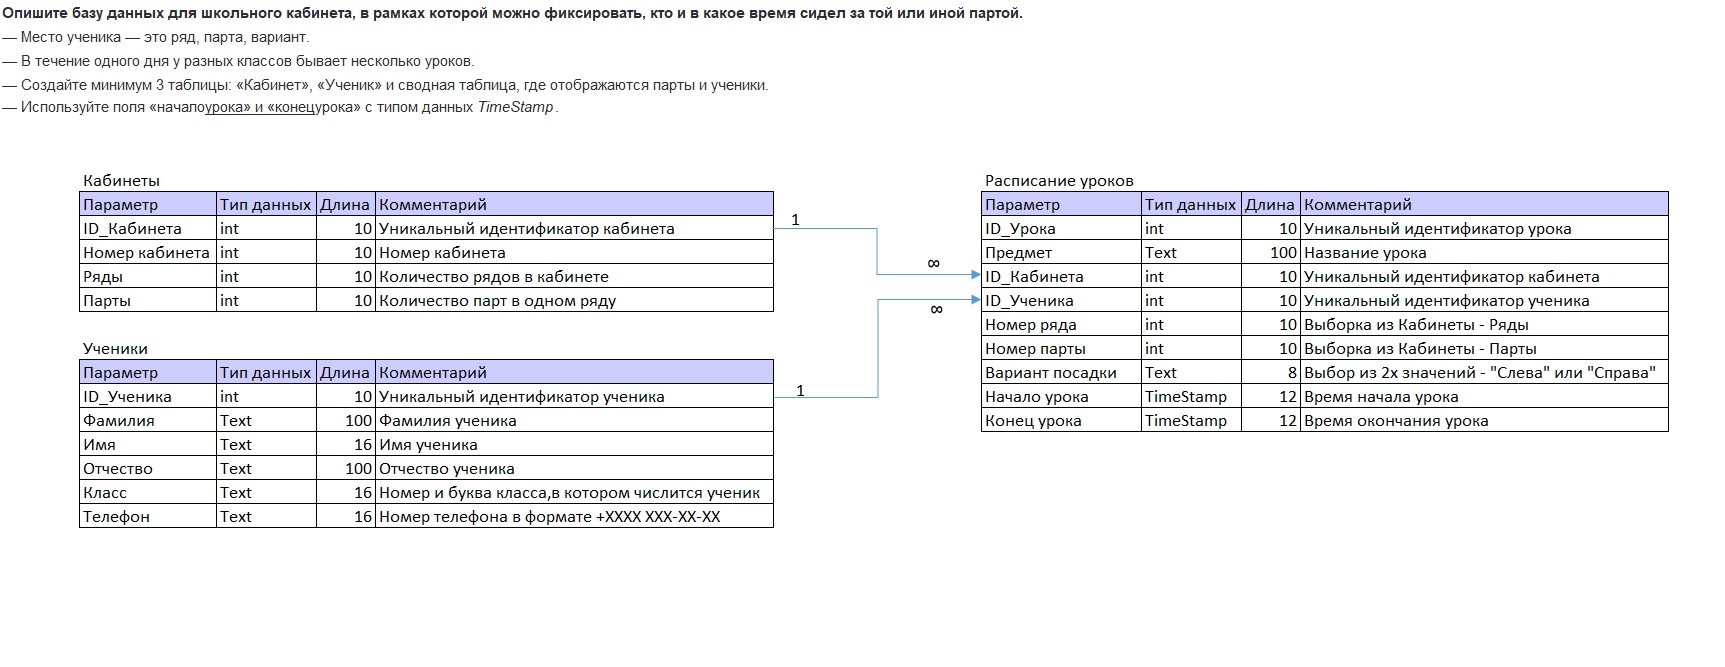 Опишите базу данных для школьного кабинета, в рамках которой можно фиксировать, кто и в какое время сидел за той или иной партой.
— Место ученика — это ряд, парта, вариант.
— В течение одного дня у разных классов бывает несколько уроков.
— Создайте минимум 3 таблицы: «Кабинет», «Ученик» и сводная таблица, где отображаются парты и ученики.
— Используйте поля «началоурока» и «конецурока» с типом данных TimeStamp.
Кабинеты
Параметр Тип данных Длина Комментарий
ID_Кабинета int 10 Уникальный идентификатор кабинета
Номер кабинета int 10 Номер кабинета
Ряды int 10 Количество рядов в кабинете
Парты int 10 Количество парт в одном ряду
Ученики
Параметр Тип данных Длина Комментарий
ID_Ученика int 10 Уникальный идентификатор ученика
Фамилия Text 100 Фамилия ученика
Имя Text 16 Имя ученика
Отчество Text 100 Отчество ученика
Класс Text 16 Номер и буква класса,в котором числится ученик
Телефон Text 16 Номер телефона в формате +XXXX XXX-XX-XX
1
∞
∞
1
Расписание уроков
Параметр Тип данных Длина Комментарий
ID_Урока int 10 Уникальный идентификатор урока
Предмет Text 100 Название урока
ID_Кабинета int 10 Уникальный идентификатор кабинета
ID_Ученика int 10 Уникальный идентификатор ученика
Номер ряда int 10 Выборка из Кабинеты - Ряды
Номер парты int 10 Выборка из Кабинеты - Парты
Вариант посадки Text 8 Выбор из 2х значений - "Слева" или "Справа"
Начало урока TimeStamp 12 Время начала урока
Конец урока TimeStamp 12 Время окончания урока